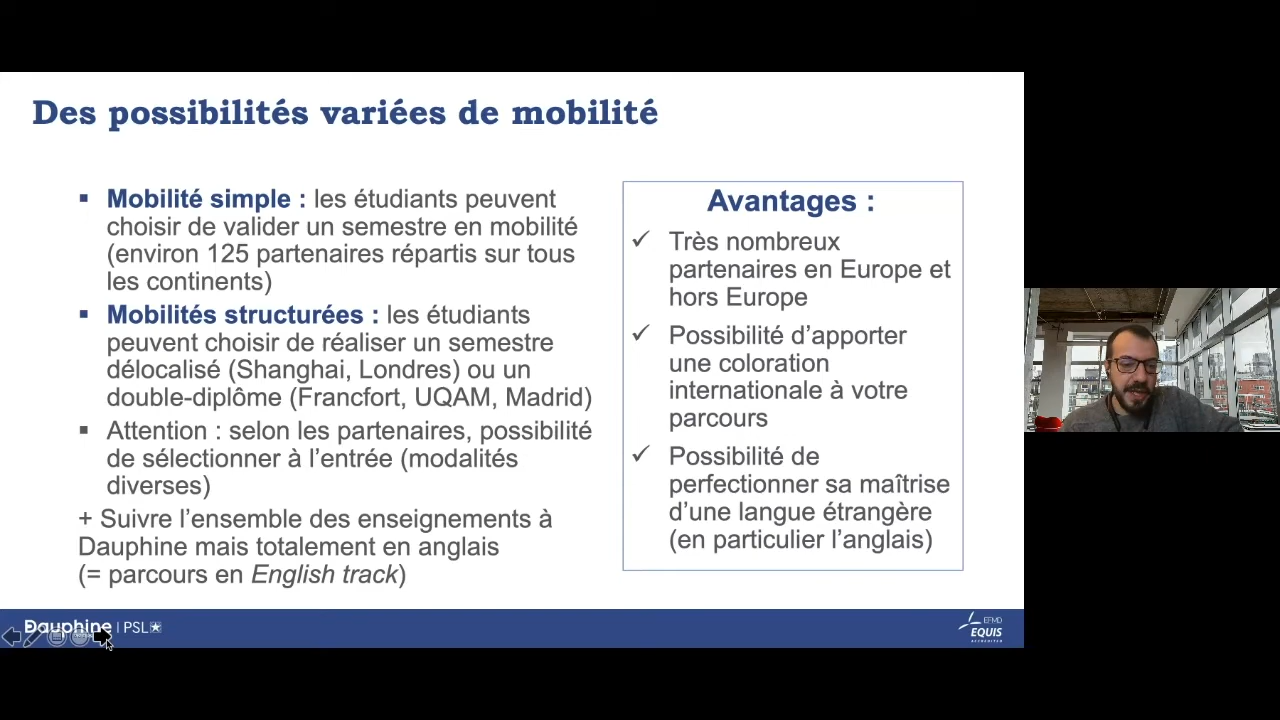 Des possibilités variées de mobilité
▪ Mobilité simple : les étudiants peuvent
choisir de valider un semestre en mobilité
(environ 125 partenaires répartis sur tous
les continents)
▪ Mobilités structurées : les étudiants
peuvent choisir de réaliser un semestre
délocalisé (Shanghai, Londres) ou un
double-diplôme (Francfort, UQAM, Madrid)
▪ Attention : selon les partenaires, possibilité
de sélectionner à l’entrée (modalités
diverses)
+ Suivre l’ensemble des enseignements à
Dauphine mais totalement en anglais
(= parcours en English track)
Avantages :
✓ Très nombreux
partenaires en Europe et
hors Europe
✓ Possibilité d’apporter
une coloration
internationale à votre
parcours
✓ Possibilité de
perfectionner sa maîtrise
d’une langue étrangère
(en particulier l’anglais)
Dauphine | PSL
EFMD
EQUIS
ACCREDITED